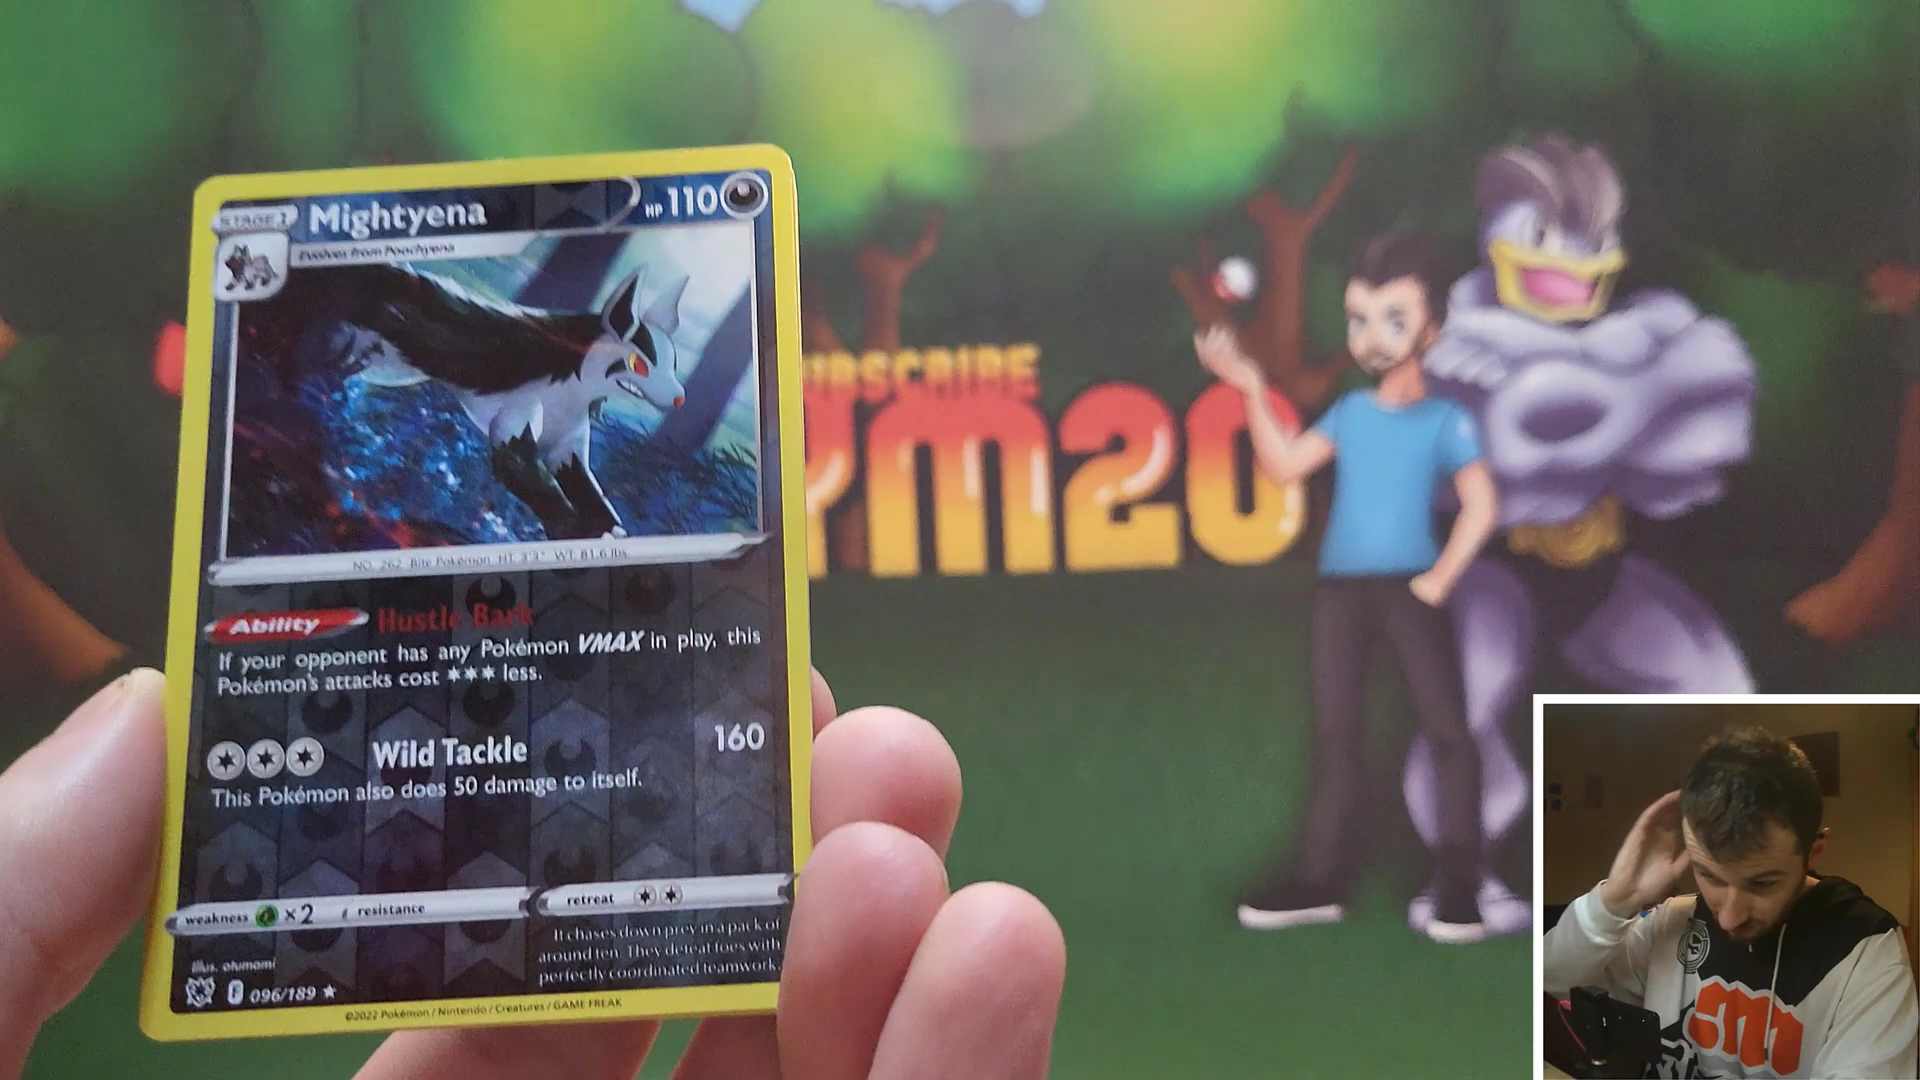 STAGE 1 Mightyena HP 110
Evolves from Poochyena
NO. 262 Bite Pokémon HT: 3'3" WT: 81.6 lbs.
Ability Hustle Bark
If your opponent has any Pokémon VMAX in play, this
Pokémon's attacks cost ✶✶✶ less.
Wild Tackle 160
This Pokémon also does 50 damage to itself.
weakness ×2 resistance retreat
It chases down prey in a pack of
around ten. They defeat foes with
perfectly coordinated teamwork.
Illus. otumami
F 096/189 ★
©2022 Pokémon / Nintendo / Creatures / GAME FREAK
UBSCRIBE
YM20